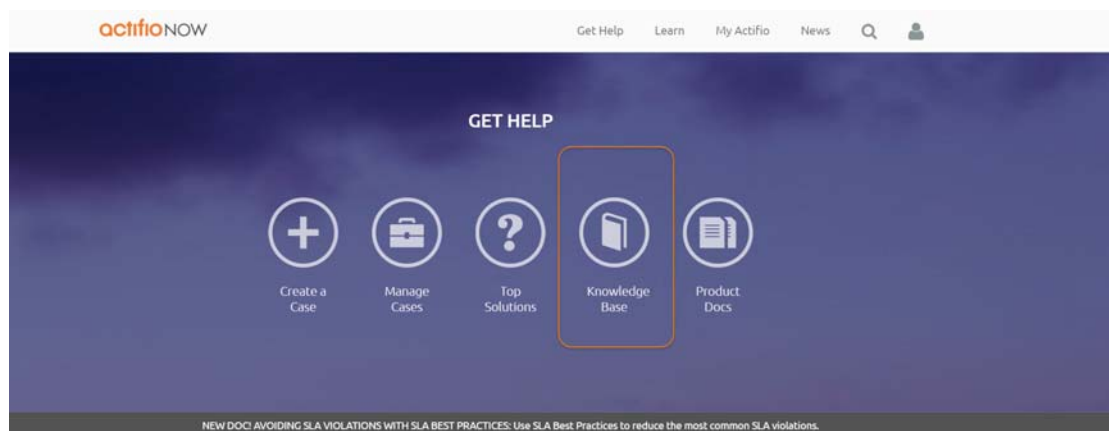 actifio NOW
Get Help Learn My Actifio News
GET HELP
Create a Case
Manage Cases
Top Solutions
Knowledge Base
Product Docs
NEW DOC! AVOIDING SLA VIOLATIONS WITH SLA BEST PRACTICES: Use SLA Best Practices to reduce the most common SLA violations.